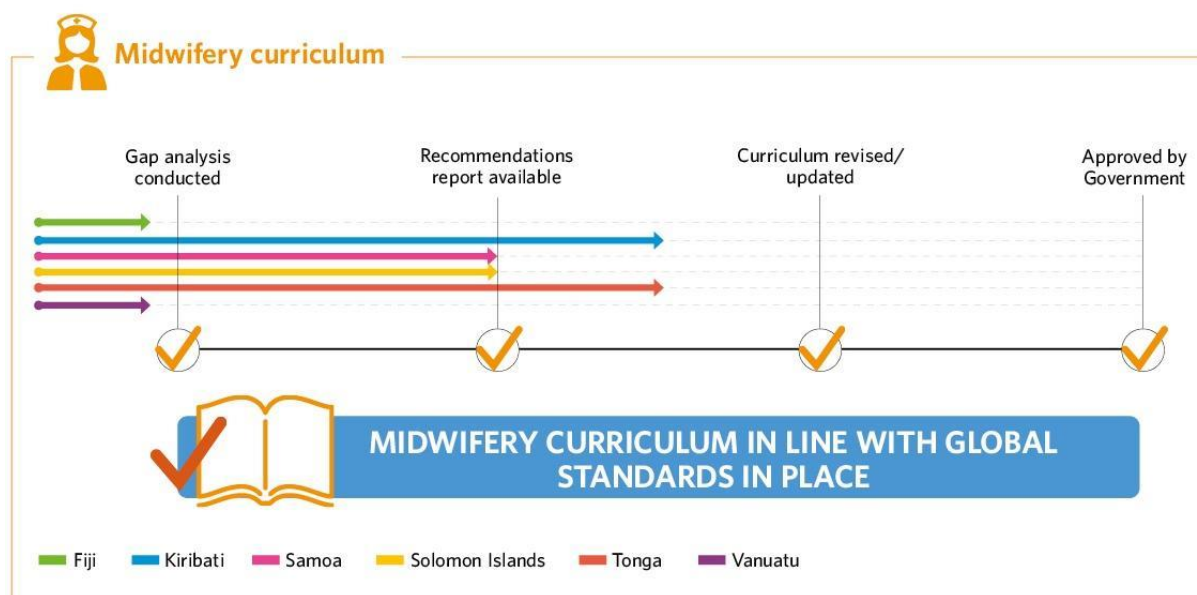 Midwifery curriculum
Gap analysis
conducted
Recommendations
report available
Curriculum revised/
updated
Approved by
Government
MIDWIFERY CURRICULUM IN LINE WITH GLOBAL
STANDARDS IN PLACE
Fiji
Kiribati
Samoa
Solomon Islands
Tonga
Vanuatu